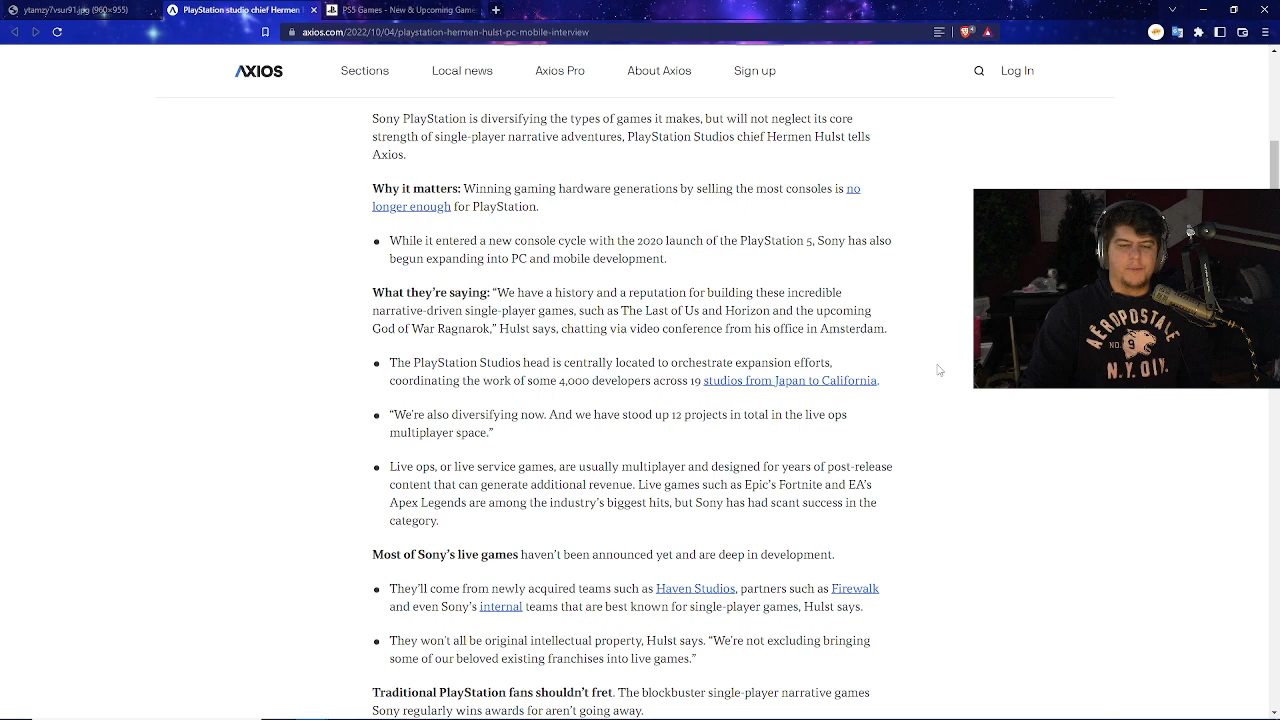 ytamzy7vsur91.jpg (960×955)
PlayStation studio chief Hermen H
PS5 Games – New & Upcoming Game
axios.com/2022/10/04/playstation-hermen-hulst-pc-mobile-interview
AXIOS
Sections
Local news
Axios Pro
About Axios
Sign up
Log In
Sony PlayStation is diversifying the types of games it makes, but will not neglect its core
strength of single-player narrative adventures, PlayStation Studios chief Hermen Hulst tells
Axios.
Why it matters: Winning gaming hardware generations by selling the most consoles is no
longer enough for PlayStation.
While it entered a new console cycle with the 2020 launch of the PlayStation 5, Sony has also
begun expanding into PC and mobile development.
What they're saying: "We have a history and a reputation for building these incredible
narrative-driven single-player games, such as The Last of Us and Horizon and the upcoming
God of War Ragnarok," Hulst says, chatting via video conference from his office in Amsterdam.
The PlayStation Studios head is centrally located to orchestrate expansion efforts,
coordinating the work of some 4,000 developers across 19 studios from Japan to California.
"We're also diversifying now. And we have stood up 12 projects in total in the live ops
multiplayer space."
Live ops, or live service games, are usually multiplayer and designed for years of post-release
content that can generate additional revenue. Live games such as Epic's Fortnite and EA's
Apex Legends are among the industry's biggest hits, but Sony has had scant success in the
category.
Most of Sony's live games haven't been announced yet and are deep in development.
They'll come from newly acquired teams such as Haven Studios, partners such as Firewalk
and even Sony's internal teams that are best known for single-player games, Hulst says.
They won't all be original intellectual property, Hulst says. "We're not excluding bringing
some of our beloved existing franchises into live games."
Traditional PlayStation fans shouldn't fret. The blockbuster single-player narrative games
Sony regularly wins awards for aren't going away.
AÉROPOSTALE
NO. 9
N.Y. DIV.